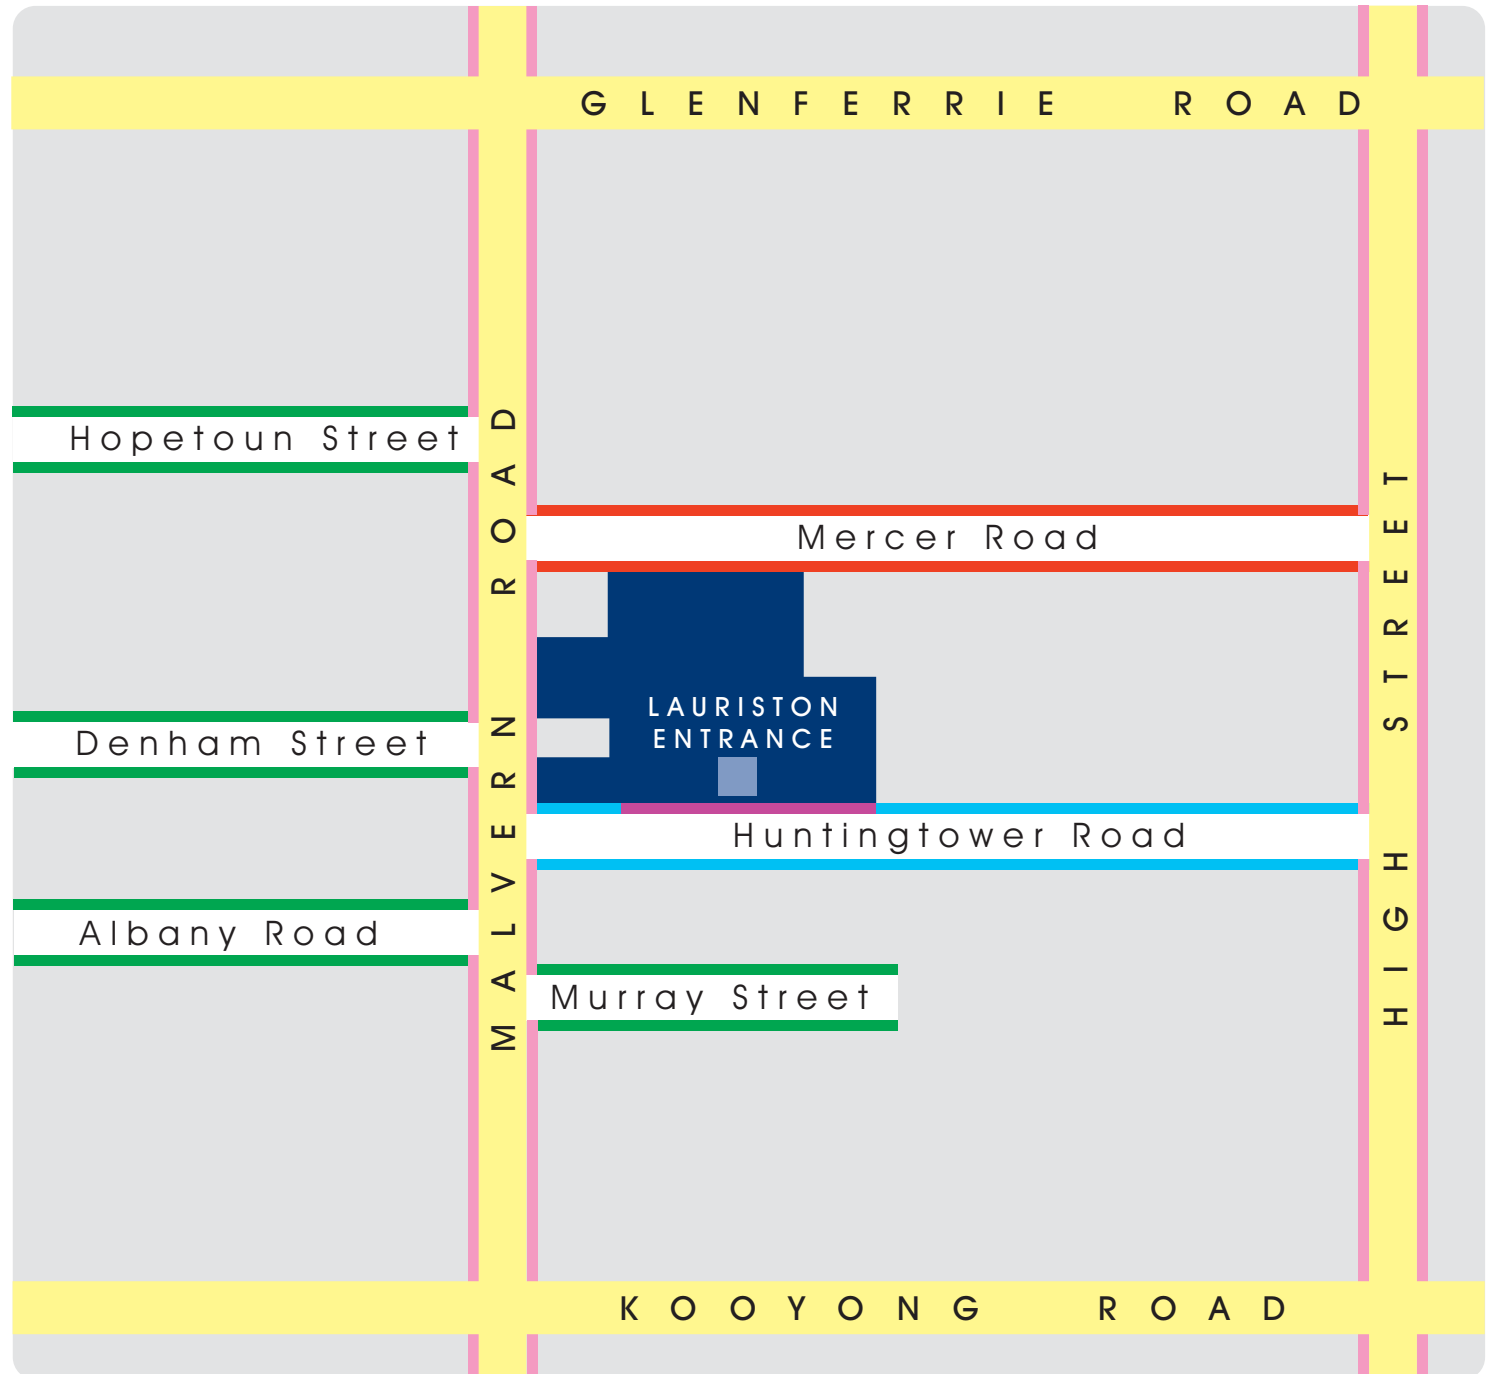 GLENFERRIE ROAD
Hopetoun Street
MALVERN ROAD
Mercer Road
HIGH STREET
LAURISTON
ENTRANCE
Denham Street
Huntingtower Road
Albany Road
Murray Street
KOOYONG ROAD